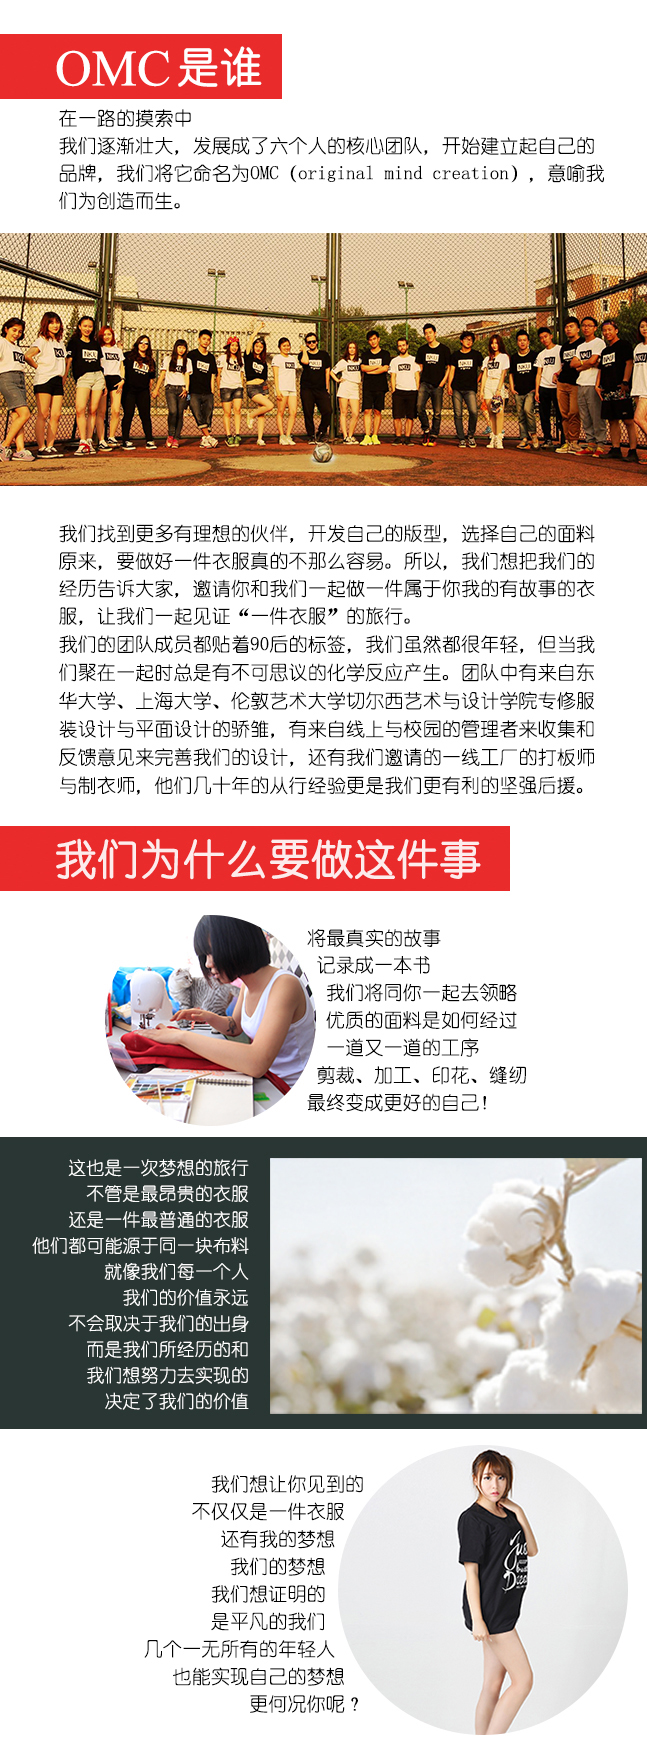 OMC是谁
在一路的摸索中
我们逐渐壮大，发展成了六个人的核心团队，开始建立起自己的
品牌，我们将它命名为OMC（original mind creation），意喻我
们为创造而生。
NKU
NKU
NKU
NKU
NKU
NKU
NKU
我们找到更多有理想的伙伴，开发自己的版型，选择自己的面料
原来，要做好一件衣服真的不那么容易。所以，我们想把我们的
经历告诉大家，邀请你和我们一起做一件属于你我的有故事的衣
服，让我们一起见证“一件衣服”的旅行。
我们的团队成员都贴着90后的标签，我们虽然都很年轻，但当我
们聚在一起时总是有不可思议的化学反应产生。团队中有来自东
华大学、上海大学、伦敦艺术大学切尔西艺术与设计学院专修服
装设计与平面设计的骄雏，有来自线上与校园的管理者来收集和
反馈意见来完善我们的设计，还有我们邀请的一线工厂的打板师
与制衣师，他们几十年的从行经验更是我们更有利的坚强后援。
我们为什么要做这件事
将最真实的故事
记录成一本书
我们将同你一起去领略
优质的面料是如何经过
一道又一道的工序
剪裁、加工、印花、缝纫
最终变成更好的自己！
这也是一次梦想的旅行
不管是最昂贵的衣服
还是一件最普通的衣服
他们都可能源于同一块布料
就像我们每一个人
我们的价值永远
不会取决于我们的出身
而是我们所经历的和
我们想努力去实现的
决定了我们的价值
我们想让你见到的
不仅仅是一件衣服
还有我的梦想
我们的梦想
我们想证明的
是平凡的我们
几个一无所有的年轻人
也能实现自己的梦想
更何况你呢？